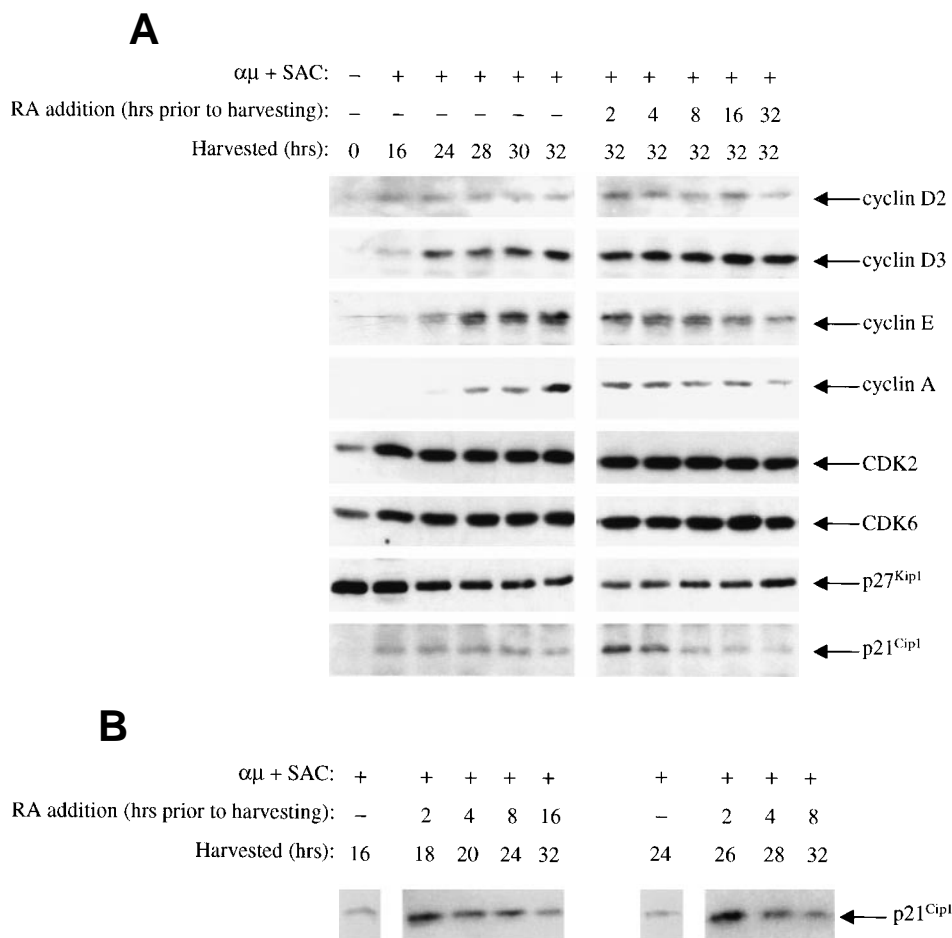 A
αμ + SAC: – + + + + + + + + + +
RA addition (hrs prior to harvesting): – – – – – – 2 4 8 16 32
Harvested (hrs): 0 16 24 28 30 32 32 32 32 32 32
cyclin D2
cyclin D3
cyclin E
cyclin A
CDK2
CDK6
p27Kip1
p21Cip1
B
αμ + SAC: + + + + + + + + +
RA addition (hrs prior to harvesting): – 2 4 8 16 – 2 4 8
Harvested (hrs): 16 18 20 24 32 24 26 28 32
p21Cip1